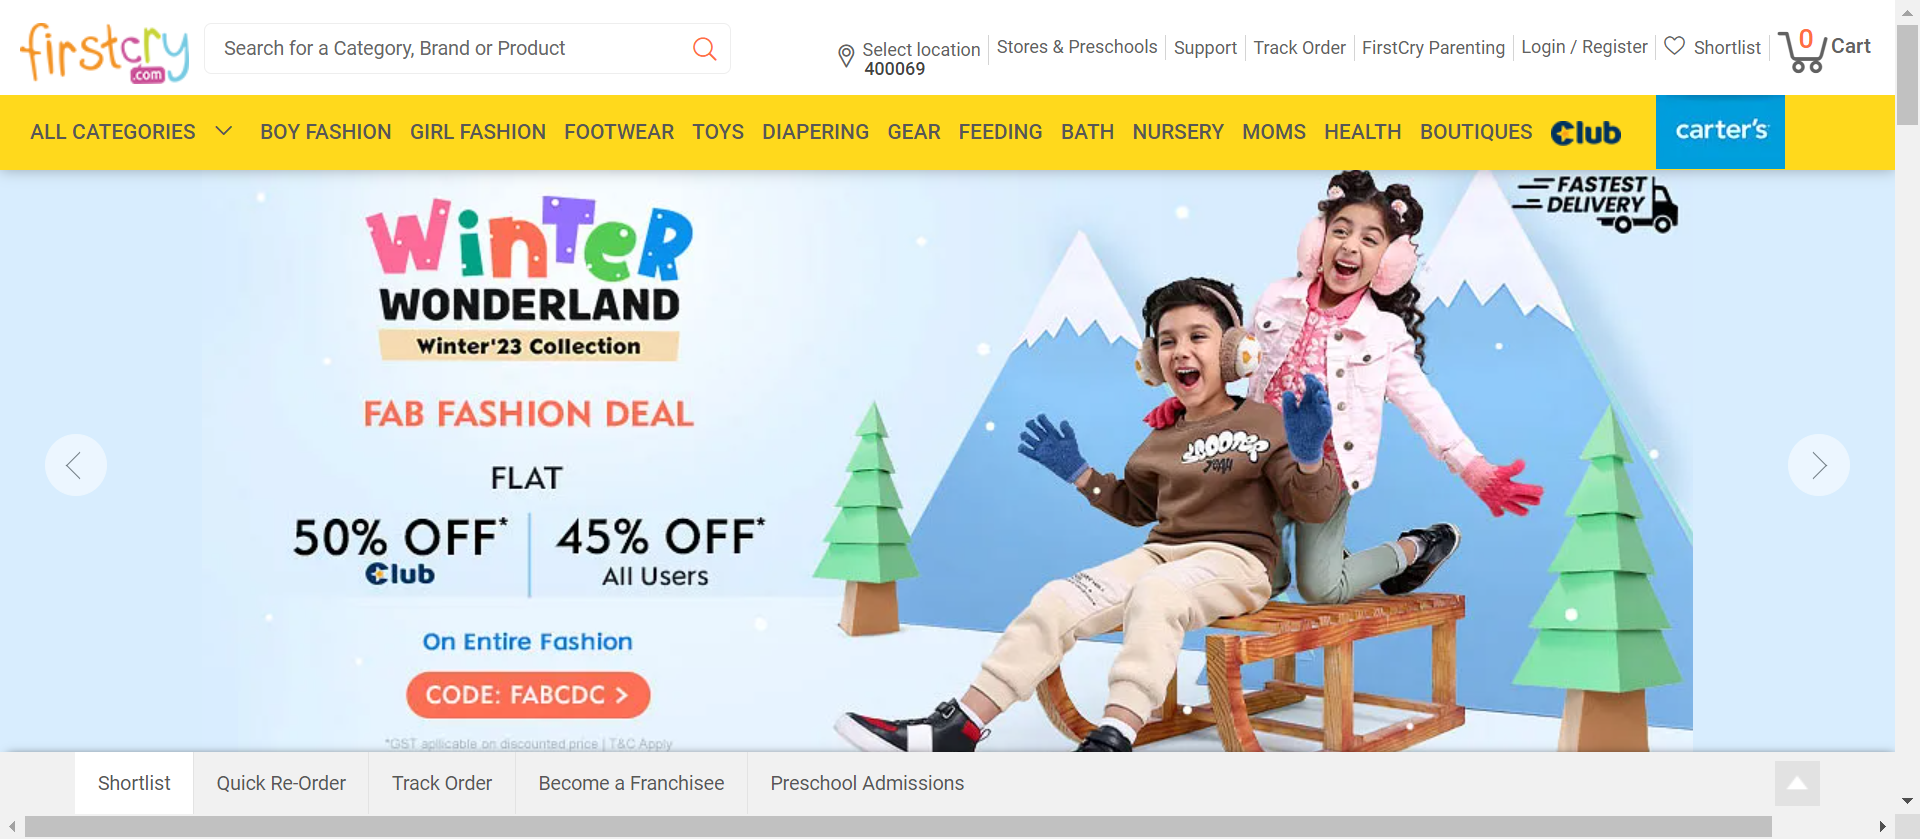 firstcry
.com
Search for a Category, Brand or Product
Select location
400069
Stores & Preschools
Support
Track Order
FirstCry Parenting
Login / Register
Shortlist
0
Cart
ALL CATEGORIES
BOY FASHION
GIRL FASHION
FOOTWEAR
TOYS
DIAPERING
GEAR
FEEDING
BATH
NURSERY
MOMS
HEALTH
BOUTIQUES
Club
carter's
FASTEST
DELIVERY
WinTeR
WONDERLAND
Winter'23 Collection
FAB FASHION DEAL
FLAT
50% OFF*
Club
45% OFF*
All Users
On Entire Fashion
CODE: FABCDC >
*GST apllicable on discounted price | T&C Apply
YEAH
Shortlist
Quick Re-Order
Track Order
Become a Franchisee
Preschool Admissions